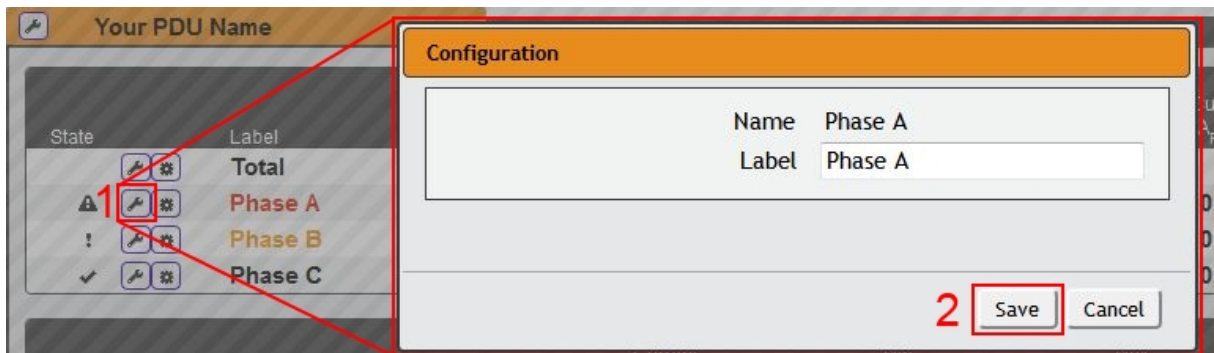 Your PDU Name
Configuration
Name Phase A
Label Phase A
State Label
Total
1 Phase A
Phase B
Phase C
2 Save Cancel